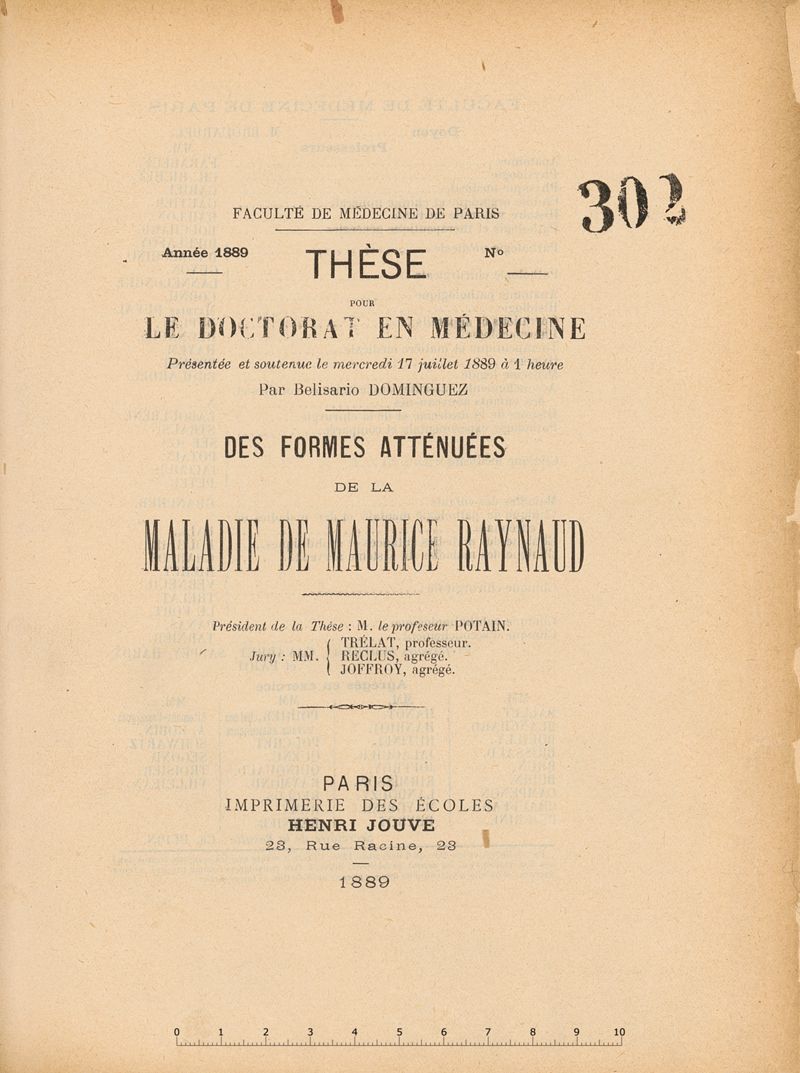 FACULTÉ DE MÉDECINE DE PARIS
302
Année 1889
THÈSE
Nº
POUR
LE DOCTORAT EN MÉDECINE
Présentée et soutenue le mercredi 17 juillet 1889 à 1 heure
Par Belisario DOMINGUEZ
DES FORMES ATTÉNUÉES
DE LA
MALADIE DE MAURICE RAYNAUD
Président de la Thèse : M. le profeseur POTAIN.
Jury : MM. { TRÉLAT, professeur.
RECLUS, agrégé.
JOFFROY, agrégé.
PARIS
IMPRIMERIE DES ÉCOLES
HENRI JOUVE
23, Rue Racine, 23
1889
0 1 2 3 4 5 6 7 8 9 10